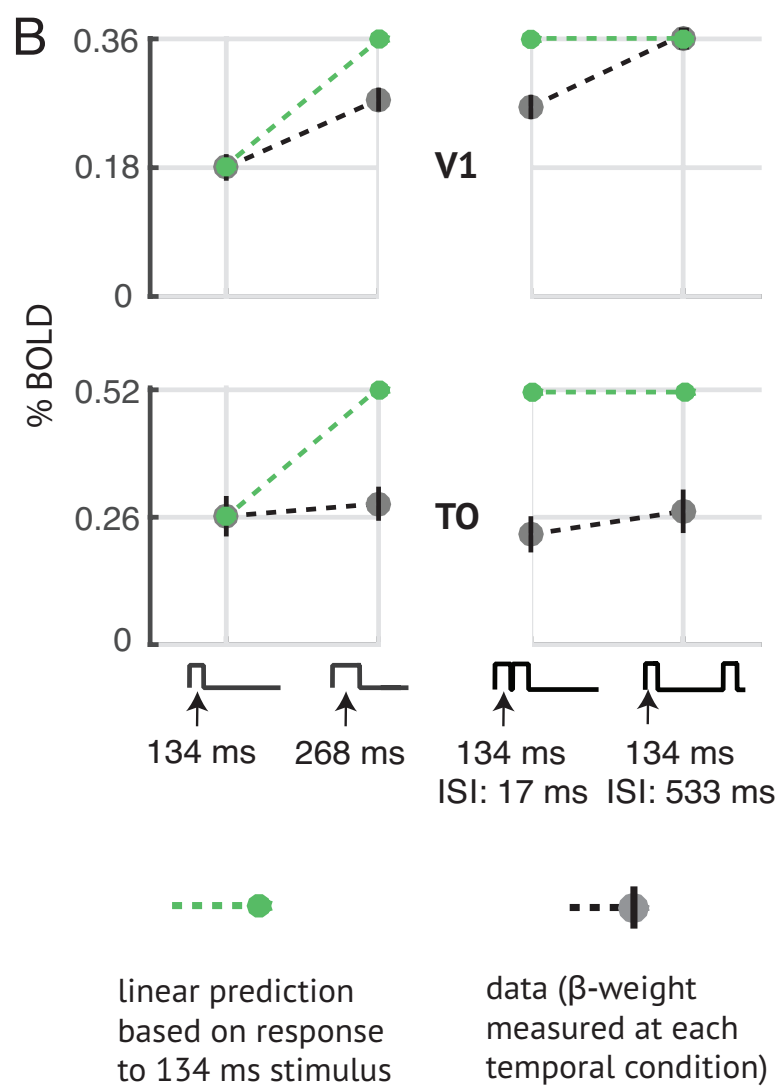 B
0.36
0.18
0
V1
% BOLD
0.52
0.26
0
TO
134 ms
268 ms
134 ms
ISI: 17 ms
134 ms
ISI: 533 ms
linear prediction
based on response
to 134 ms stimulus
data (β-weight
measured at each
temporal condition)